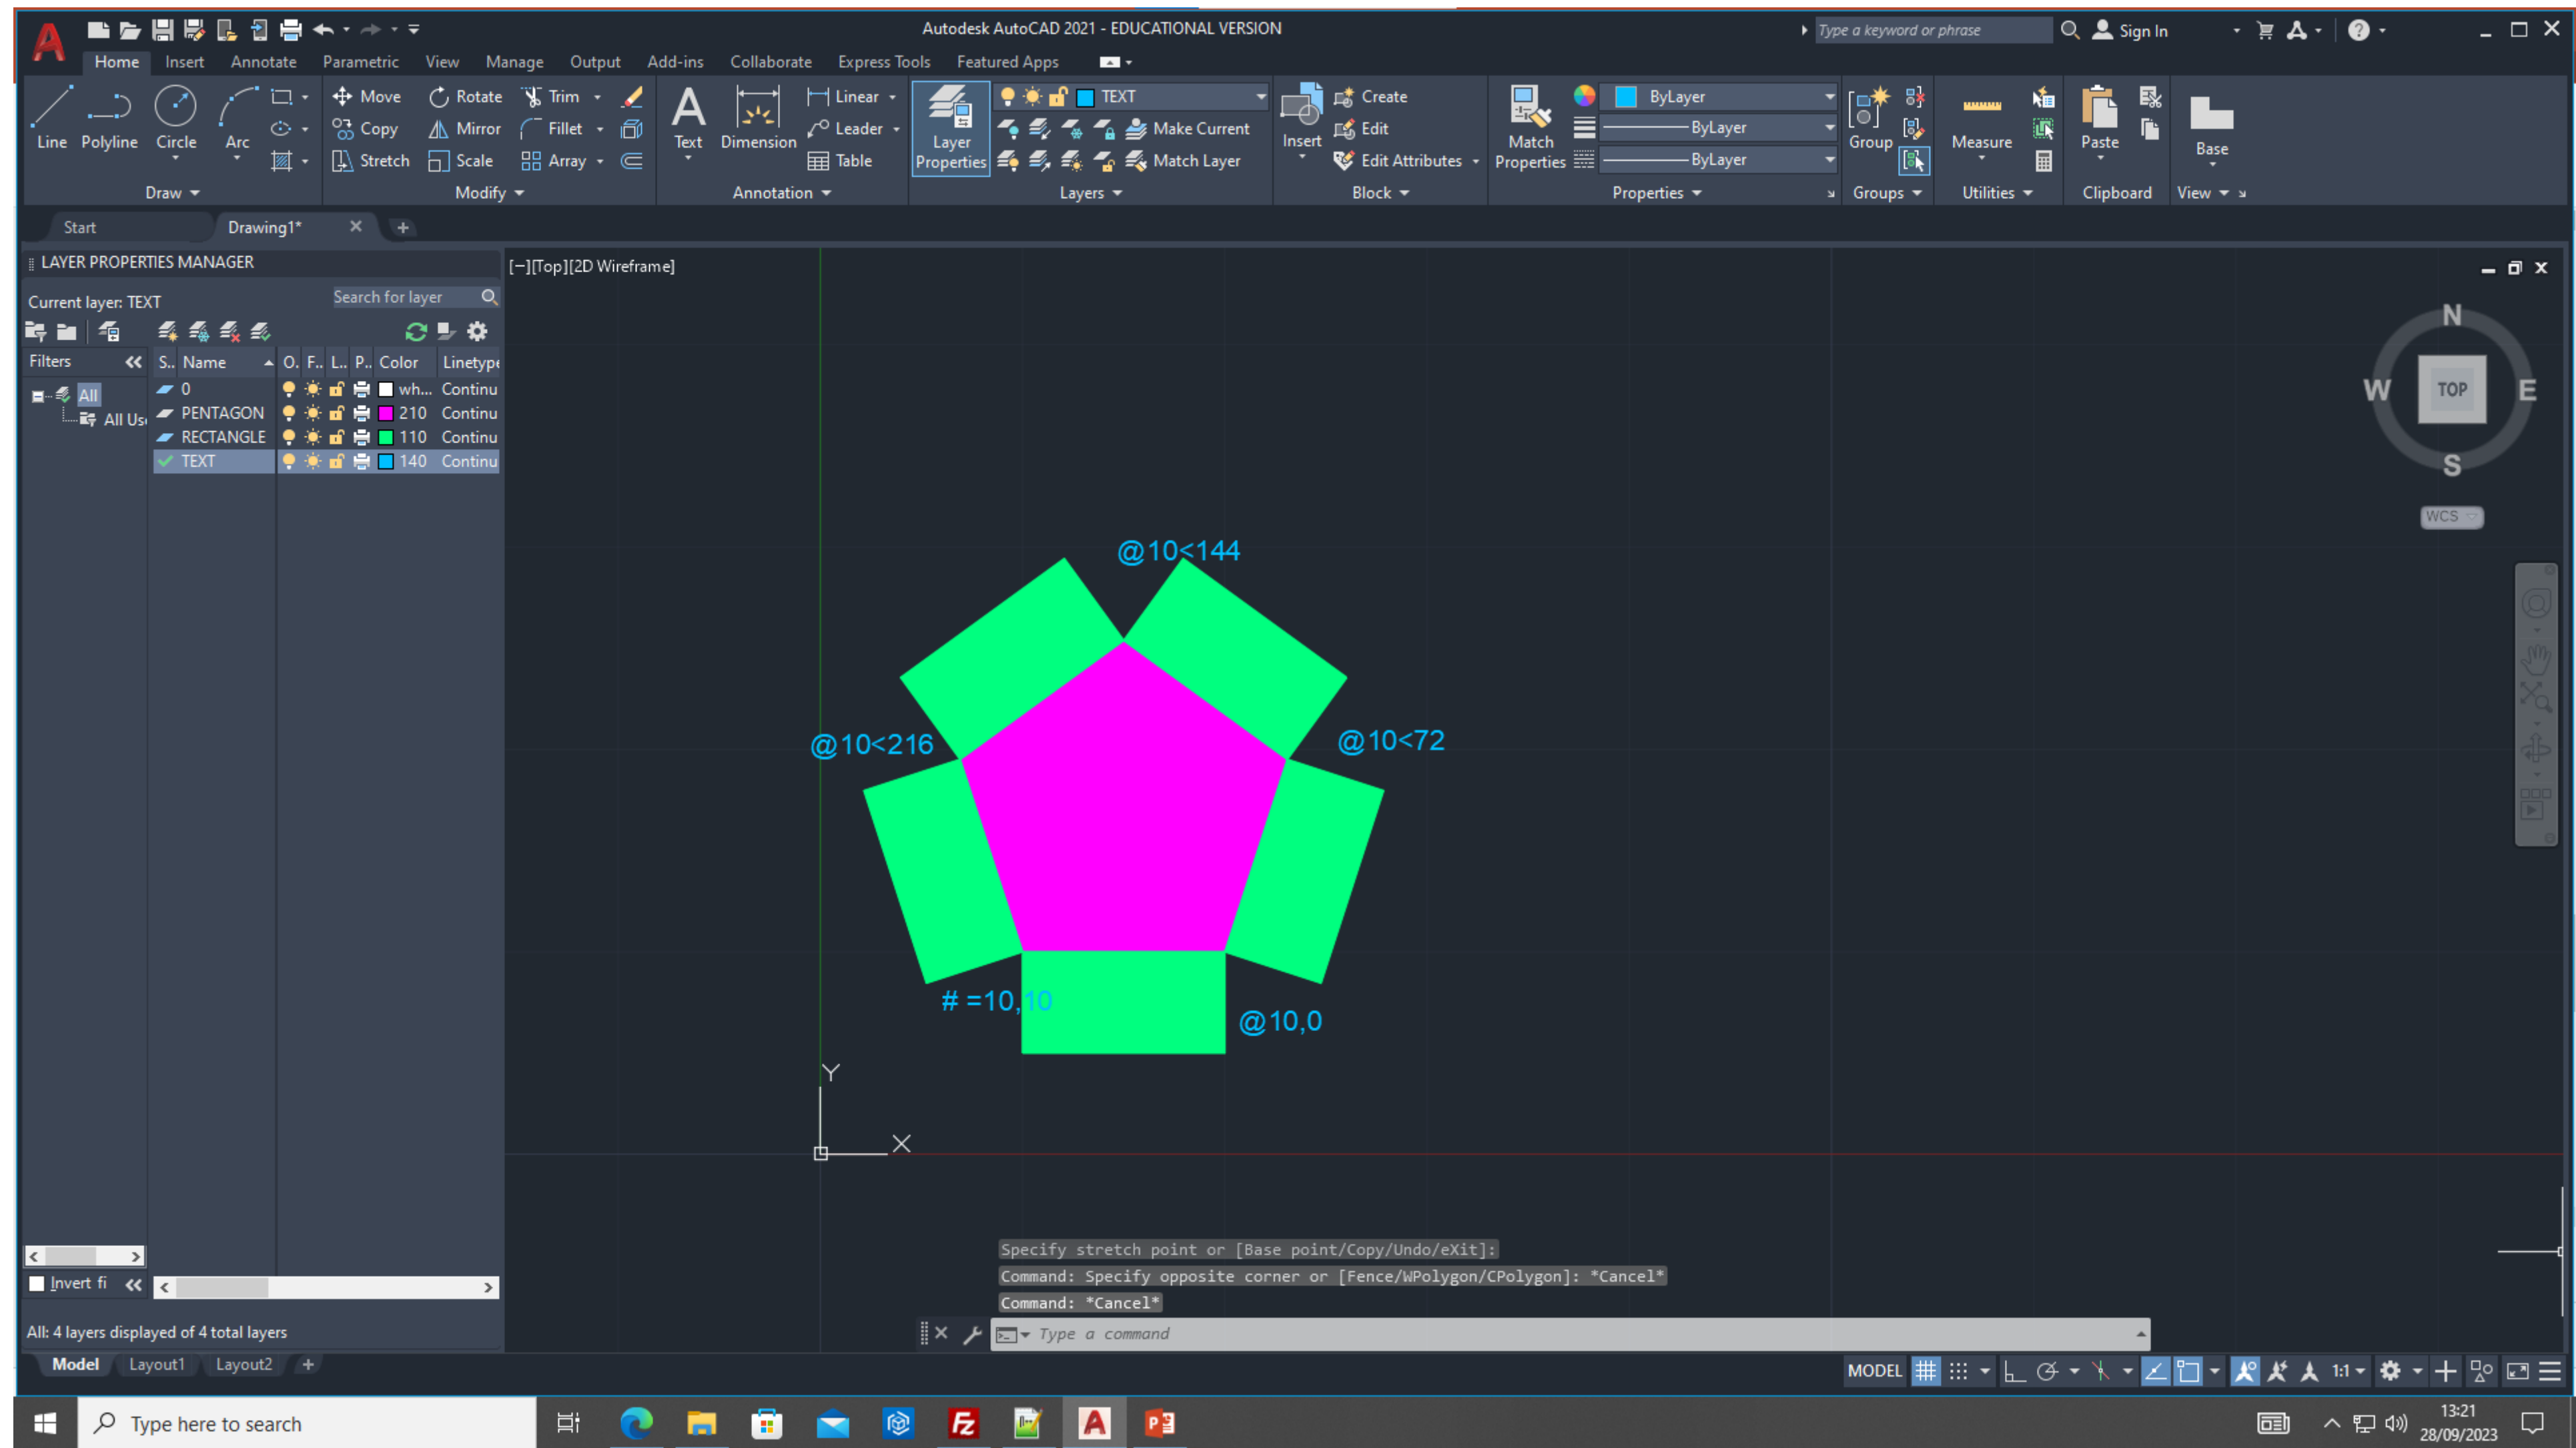 Autodesk AutoCAD 2021 - EDUCATIONAL VERSION
Type a keyword or phrase
Sign In
Home Insert Annotate Parametric View Manage Output Add-ins Collaborate Express Tools Featured Apps
Line Polyline Circle Arc
Move Rotate Trim
Copy Mirror Fillet
Stretch Scale Array
Text Dimension
Linear
Leader
Table
Layer Properties
TEXT
Make Current
Match Layer
Insert
Create
Edit
Edit Attributes
Match Properties
ByLayer
ByLayer
ByLayer
Group
Measure
Paste
Base
Draw Modify Annotation Layers Block Properties Groups Utilities Clipboard View
Start Drawing1*
LAYER PROPERTIES MANAGER
Current layer: TEXT
Search for layer
Filters
S.. Name O. F.. L.. P.. Color Linetype
All
All Use
0 wh... Continu
PENTAGON 210 Continu
RECTANGLE 110 Continu
TEXT 140 Continu
Invert fi
All: 4 layers displayed of 4 total layers
[−][Top][2D Wireframe]
N
W TOP E
S
WCS
@10<144
@10<216
@10<72
# =10,10
@10,0
Y
X
Specify stretch point or [Base point/Copy/Undo/eXit]:
Command: Specify opposite corner or [Fence/WPolygon/CPolygon]: *Cancel*
Command: *Cancel*
Type a command
Model Layout1 Layout2
MODEL
1:1
Type here to search
13:21
28/09/2023